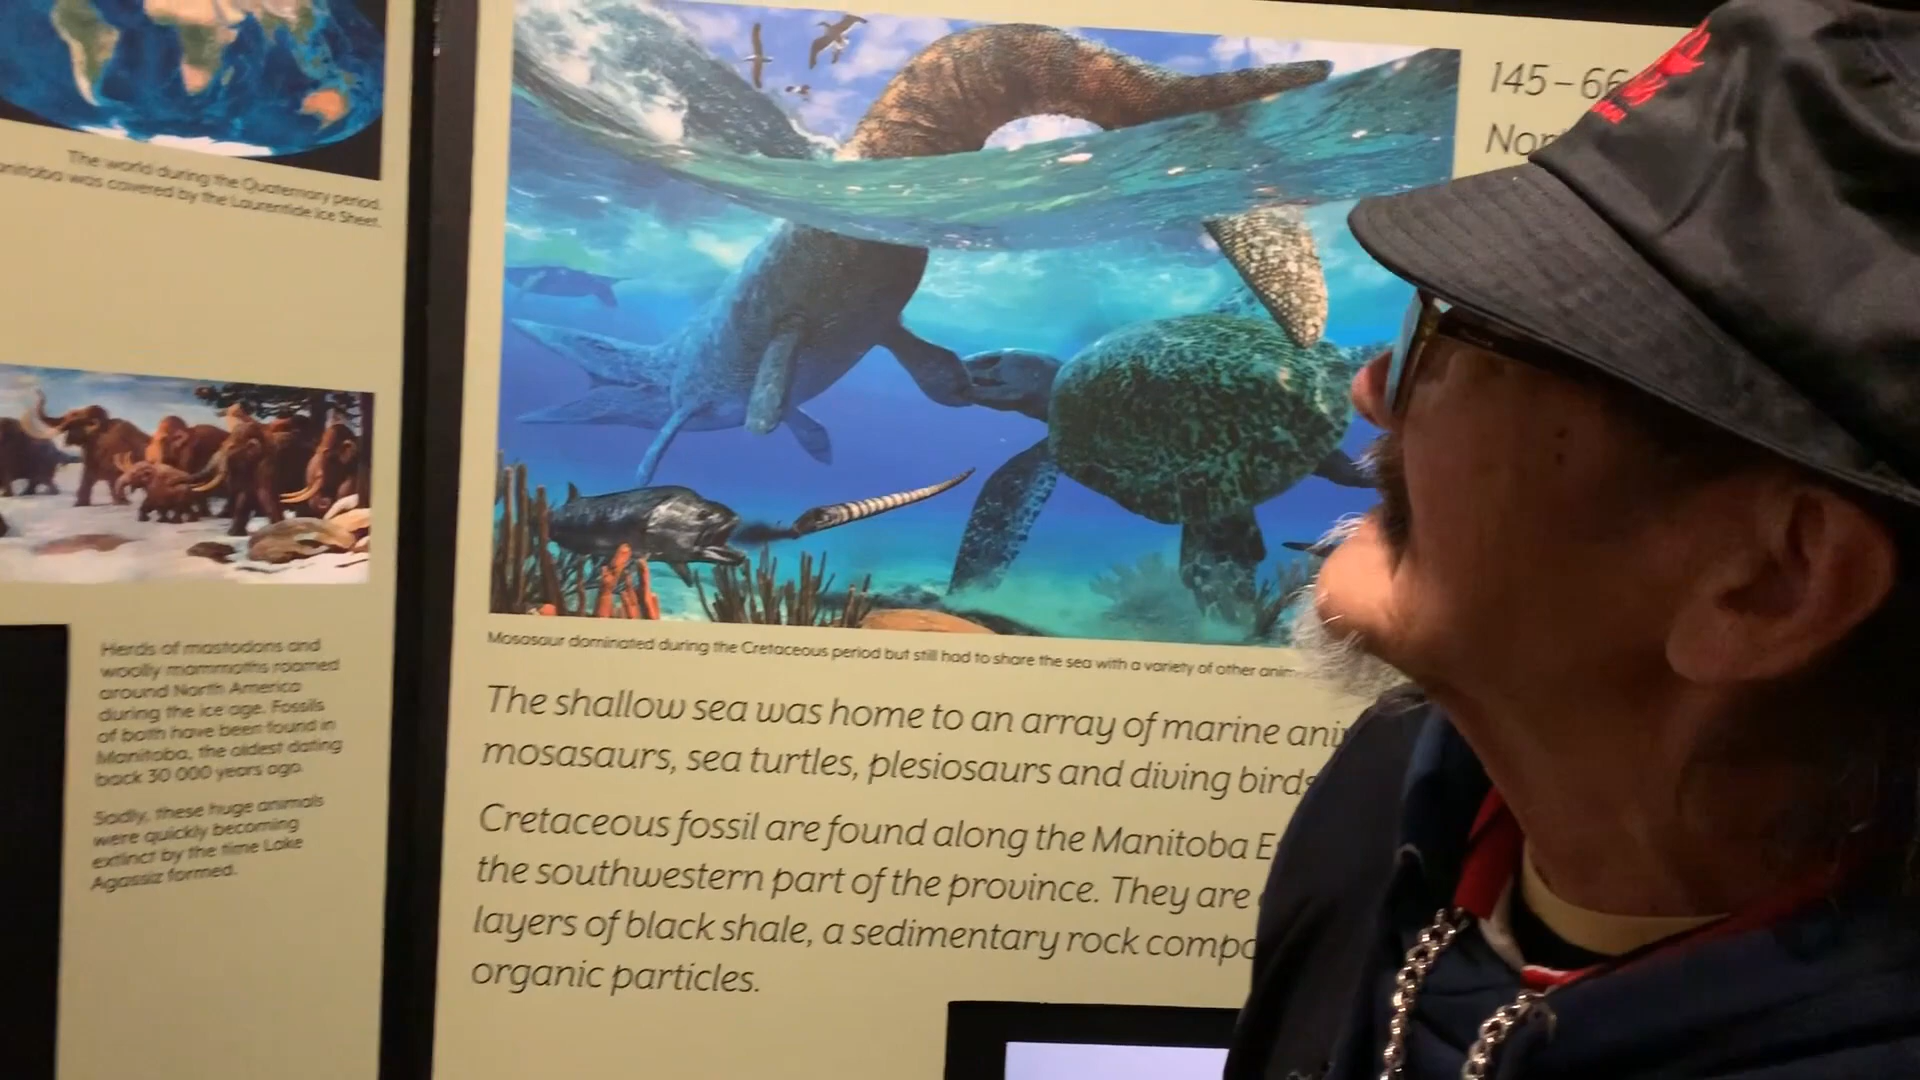 The world during the Quaternary period.
was covered by the Laurentide Ice Sheet.
Herds of mastodons and
woolly mammoths roamed
around North America
during the ice age. Fossils
of both have been found in
Manitoba, the oldest dating
back 30 000 years ago.
Sadly, these huge animals
were quickly becoming
extinct by the time Lake
Agassiz formed.
145–66
Mosasaur dominated during the Cretaceous period but still had to share the sea with a variety of other
The shallow sea was home to an array of marine
mosasaurs, sea turtles, plesiosaurs and diving birds
Cretaceous fossil are found along the Manitoba
the southwestern part of the province. They are
layers of black shale, a sedimentary rock
organic particles.